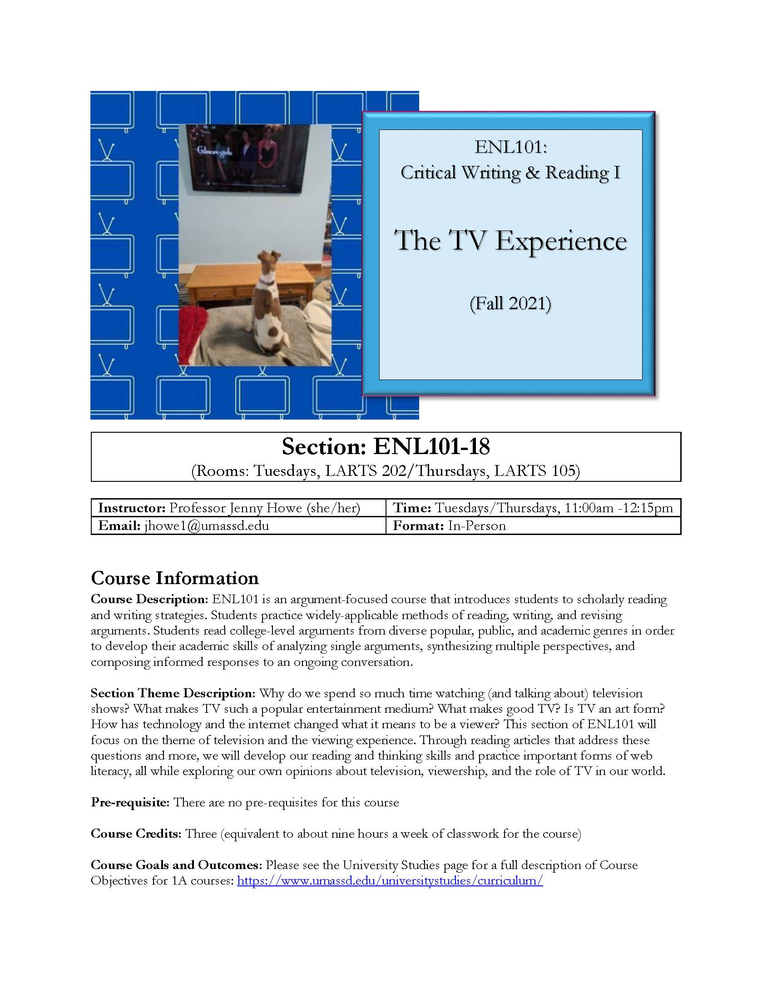 Gilmore girls
ENL101:
Critical Writing & Reading I
The TV Experience
(Fall 2021)
Section: ENL101-18
(Rooms: Tuesdays, LARTS 202/Thursdays, LARTS 105)
Instructor: Professor Jenny Howe (she/her)
Time: Tuesdays/Thursdays, 11:00am -12:15pm
Email: jhowe1@umassd.edu
Format: In-Person
Course Information
Course Description: ENL101 is an argument-focused course that introduces students to scholarly reading
and writing strategies. Students practice widely-applicable methods of reading, writing, and revising
arguments. Students read college-level arguments from diverse popular, public, and academic genres in order
to develop their academic skills of analyzing single arguments, synthesizing multiple perspectives, and
composing informed responses to an ongoing conversation.
Section Theme Description: Why do we spend so much time watching (and talking about) television
shows? What makes TV such a popular entertainment medium? What makes good TV? Is TV an art form?
How has technology and the internet changed what it means to be a viewer? This section of ENL101 will
focus on the theme of television and the viewing experience. Through reading articles that address these
questions and more, we will develop our reading and thinking skills and practice important forms of web
literacy, all while exploring our own opinions about television, viewership, and the role of TV in our world.
Pre-requisite: There are no pre-requisites for this course
Course Credits: Three (equivalent to about nine hours a week of classwork for the course)
Course Goals and Outcomes: Please see the University Studies page for a full description of Course
Objectives for 1A courses: https://www.umassd.edu/universitystudies/curriculum/